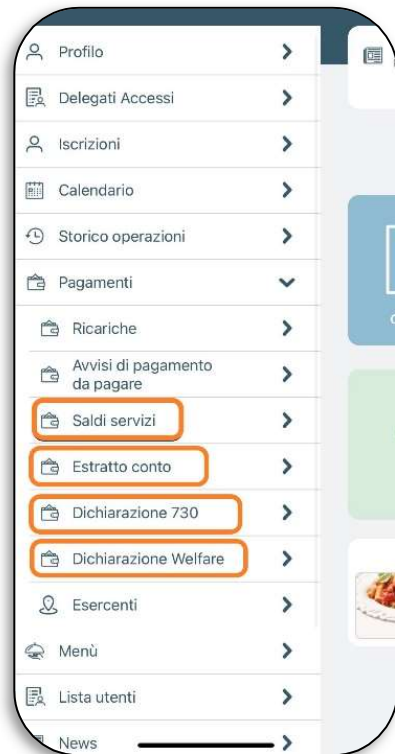 Profilo
Delegati Accessi
Iscrizioni
Calendario
Storico operazioni
Pagamenti
Ricariche
Avvisi di pagamento
da pagare
Saldi servizi
Estratto conto
Dichiarazione 730
Dichiarazione Welfare
Esercenti
Menù
Lista utenti
News